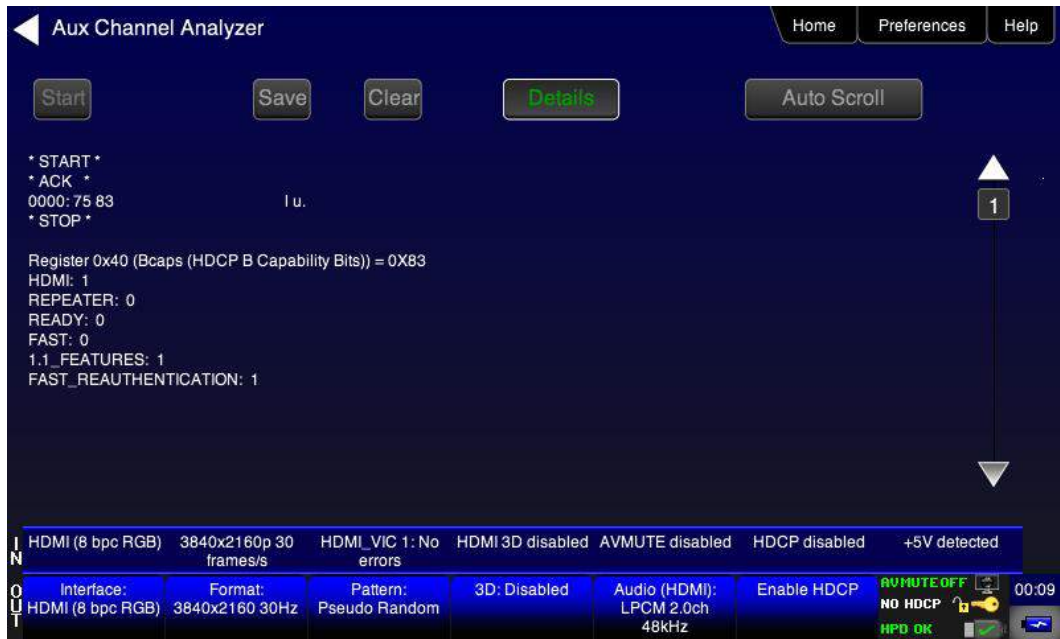 Aux Channel Analyzer
Home
Preferences
Help
Start
Save
Clear
Details
Auto Scroll
* START *
* ACK *
0000: 75 83 l u.
* STOP *
1
Register 0x40 (Bcaps (HDCP B Capability Bits)) = 0X83
HDMI: 1
REPEATER: 0
READY: 0
FAST: 0
1.1_FEATURES: 1
FAST_REAUTHENTICATION: 1
IN
HDMI (8 bpc RGB)
3840x2160p 30
frames/s
HDMI_VIC 1: No
errors
HDMI 3D disabled
AVMUTE disabled
HDCP disabled
+5V detected
OUT
Interface:
HDMI (8 bpc RGB)
Format:
3840x2160 30Hz
Pattern:
Pseudo Random
3D: Disabled
Audio (HDMI):
LPCM 2.0ch
48kHz
Enable HDCP
AVMUTE OFF
NO HDCP
HPD OK
00:09